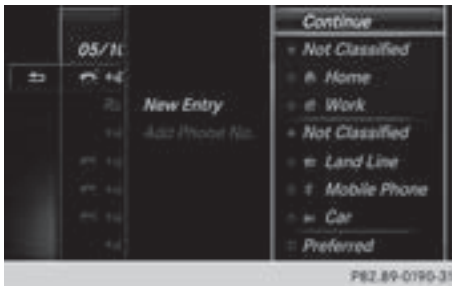 Continue
05/1
Not Classified
Home
New Entry
Work
Add Phone No.
Not Classified
Land Line
Mobile Phone
Car
Preferred
P82.89-0190-31